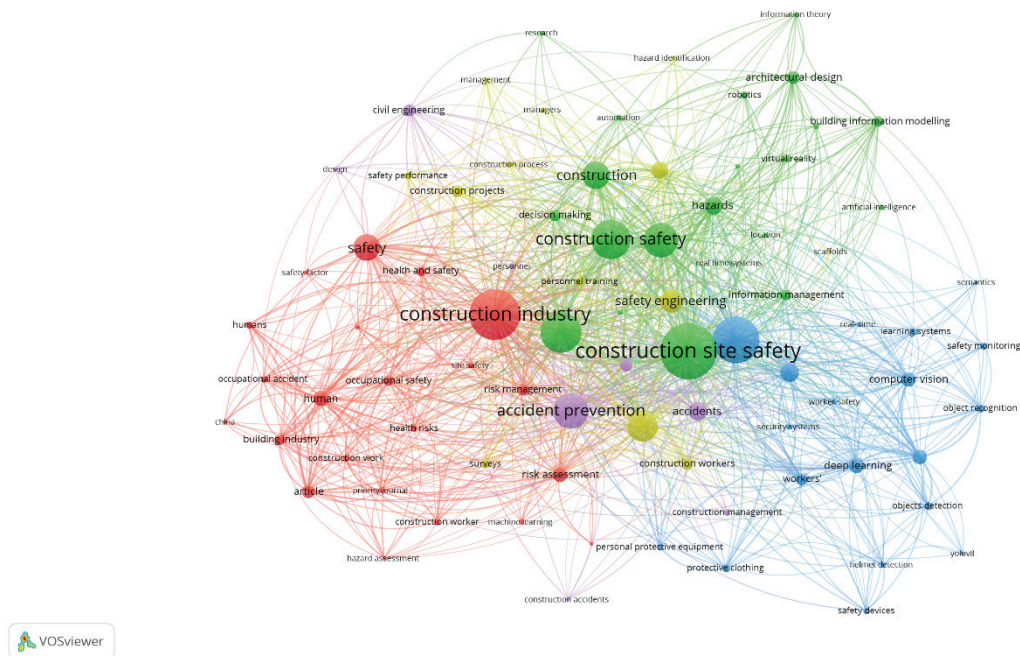 information theory
research
hazard identification
architectural design
management
robotics
civil engineering
managers
automation
building information modelling
construction process
virtual reality
design
safety performance
construction
construction projects
hazards
artificial intelligence
decision making
location
construction safety
safety
scaffolds
real time systems
personnel
safety factor
health and safety
personnel training
semantics
safety engineering
information management
construction industry
humans
real-time
learning systems
safety monitoring
construction site safety
site safety
occupational accident
occupational safety
computer vision
risk management
human
worker safety
object recognition
accident prevention
accidents
china
health risks
security systems
building industry
construction work
surveys
construction workers
deep learning
risk assessment
workers'
article
priority journal
objects detection
construction management
construction worker
machine learning
personal protective equipment
yolov8
hazard assessment
protective clothing
helmet detection
construction accidents
safety devices
VOSviewer